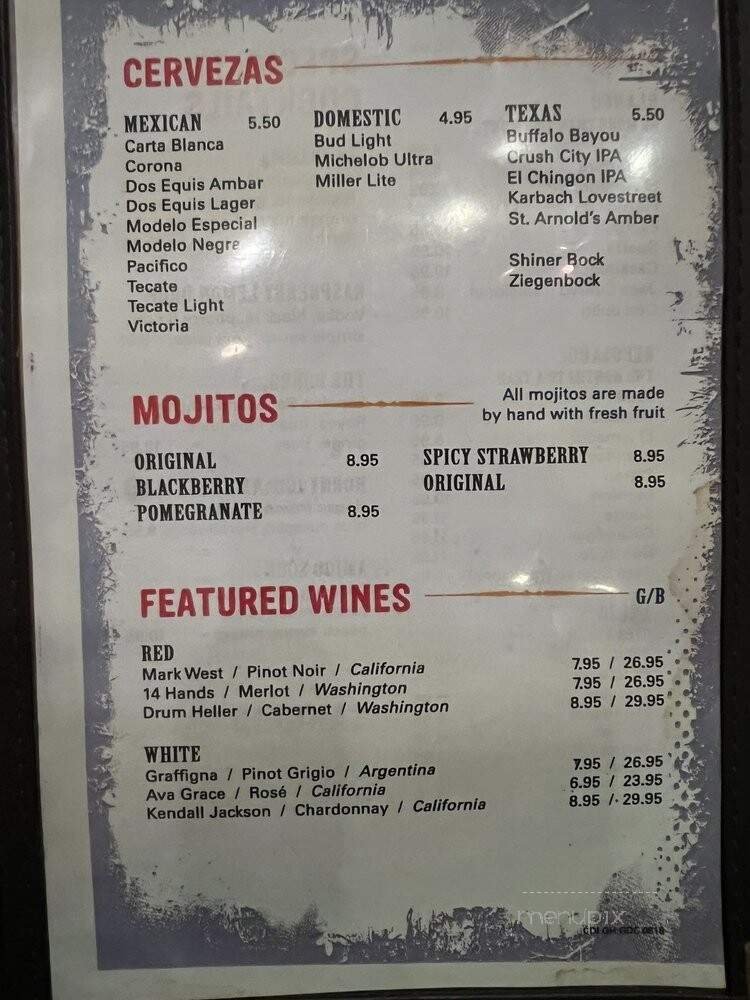 CERVEZAS
MEXICAN 5.50
Carta Blanca
Corona
Dos Equis Ambar
Dos Equis Lager
Modelo Especial
Modelo Negra
Pacifico
Tecate
Tecate Light
Victoria
DOMESTIC 4.95
Bud Light
Michelob Ultra
Miller Lite
TEXAS 5.50
Buffalo Bayou
Crush City IPA
El Chingon IPA
Karbach Lovestreet
St. Arnold's Amber
Shiner Bock
Ziegenbock
MOJITOS
All mojitos are made
by hand with fresh fruit
ORIGINAL 8.95
BLACKBERRY
POMEGRANATE 8.95
SPICY STRAWBERRY 8.95
ORIGINAL 8.95
FEATURED WINES G/B
RED
Mark West / Pinot Noir / California 7.95 / 26.95
14 Hands / Merlot / Washington 7.95 / 26.95
Drum Heller / Cabernet / Washington 8.95 / 29.95
WHITE
Graffigna / Pinot Grigio / Argentina 7.95 / 26.95
Ava Grace / Rosé / California 6.95 / 23.95
Kendall Jackson / Chardonnay / California 8.95 / 29.95
menupix